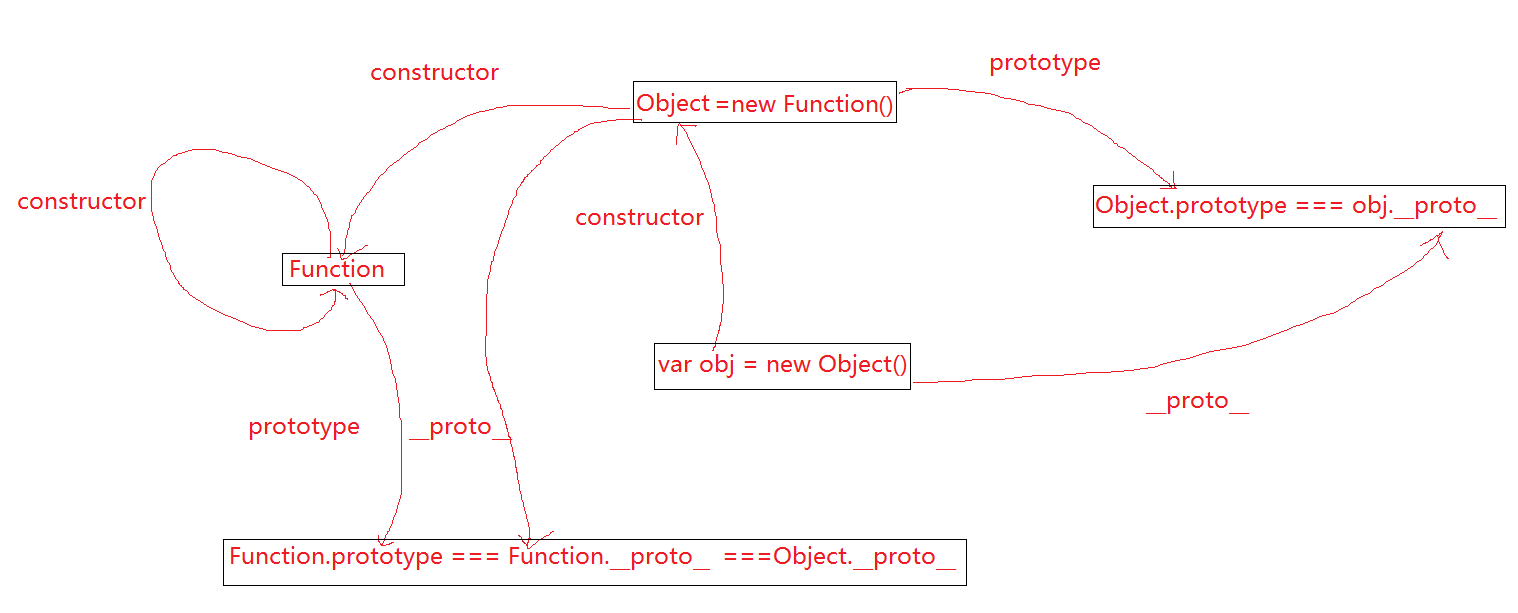 constructor
prototype
Object =new Function()
constructor
Object.prototype === obj.__proto__
constructor
Function
var obj = new Object()
__proto__
prototype
__proto__
Function.prototype === Function.__proto__ ===Object.__proto__